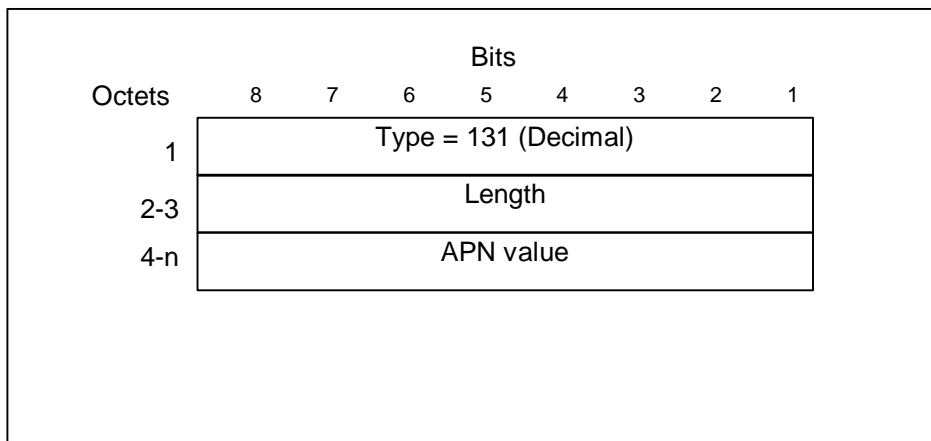 Bits
Octets 8 7 6 5 4 3 2 1
1 Type = 131 (Decimal)
2-3 Length
4-n APN value